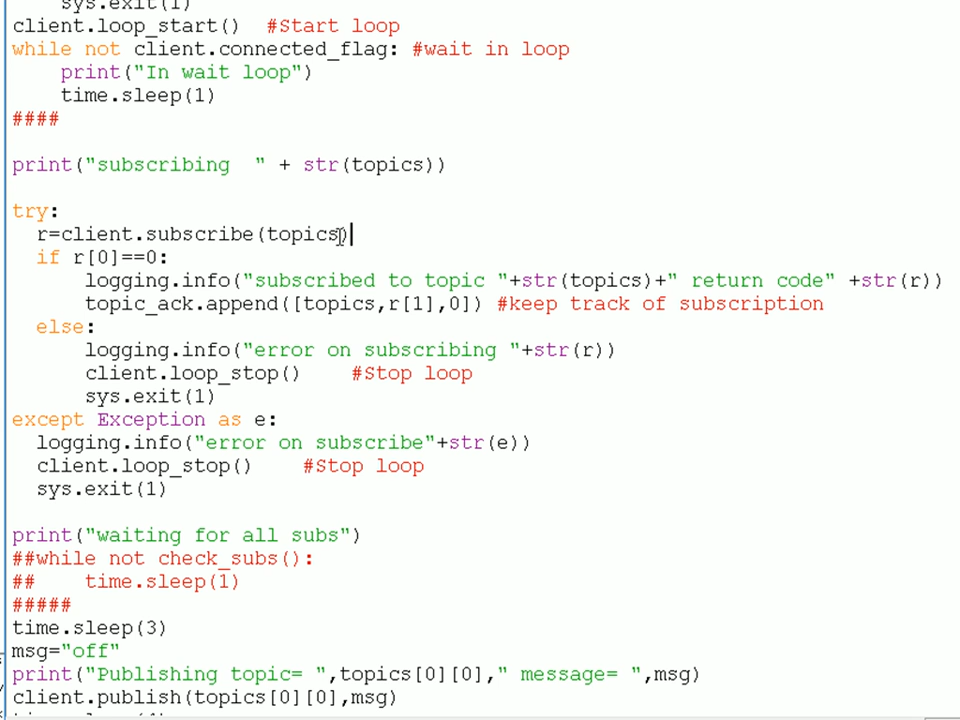 sys.exit(1)
client.loop_start()  #Start loop
while not client.connected_flag: #wait in loop
    print("In wait loop")
    time.sleep(1)
####
print("subscribing  " + str(topics))
try:
  r=client.subscribe(topics)
  if r[0]==0:
      logging.info("subscribed to topic "+str(topics)+" return code" +str(r))
      topic_ack.append([topics,r[1],0]) #keep track of subscription
  else:
      logging.info("error on subscribing "+str(r))
      client.loop_stop()    #Stop loop
      sys.exit(1)
except Exception as e:
  logging.info("error on subscribe"+str(e))
  client.loop_stop()    #Stop loop
  sys.exit(1)
print("waiting for all subs")
##while not check_subs():
##    time.sleep(1)
#####
time.sleep(3)
msg="off"
print("Publishing topic= ",topics[0][0]," message= ",msg)
client.publish(topics[0][0],msg)